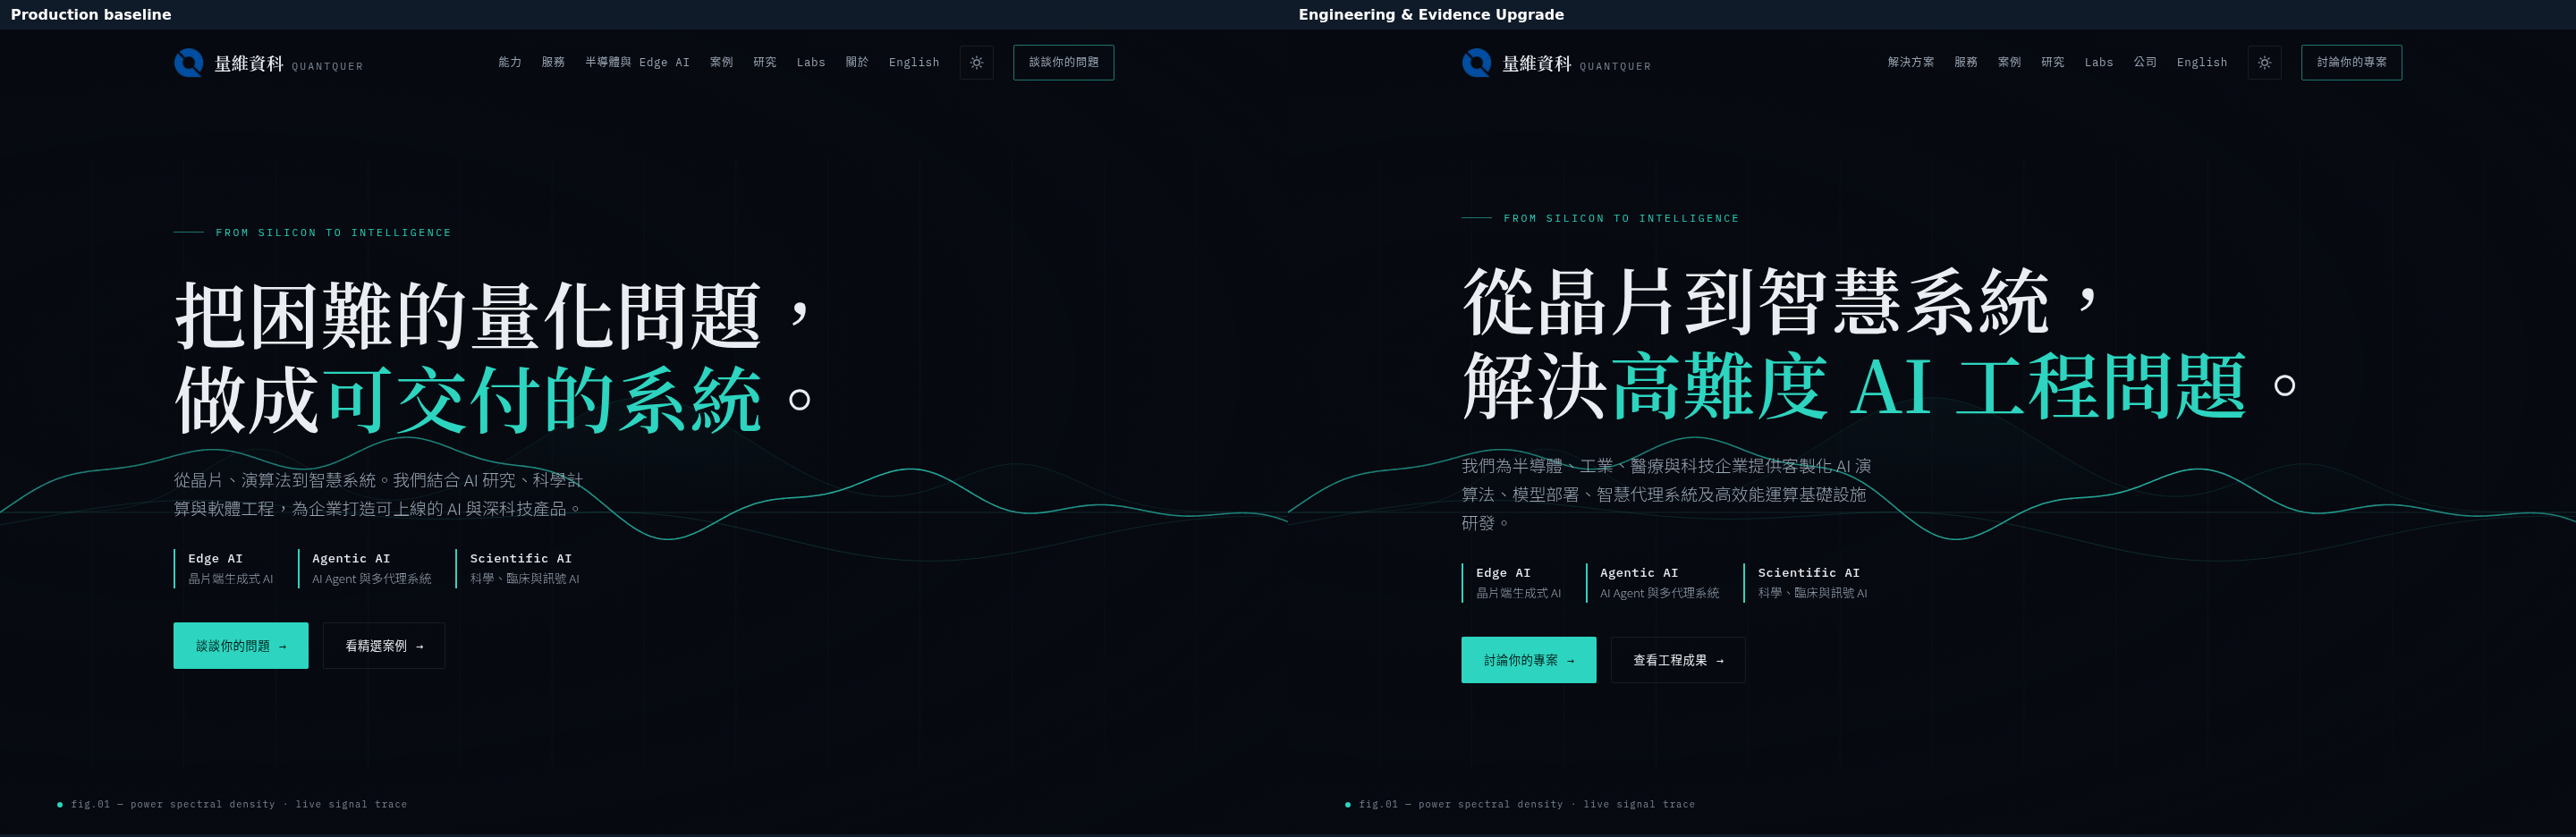 Production baseline
量維資科 QUANTQUER
能力 服務 半導體與 Edge AI 案例 研究 Labs 關於 English 談談你的問題
FROM SILICON TO INTELLIGENCE
把困難的量化問題，
做成可交付的系統。
從晶片、演算法到智慧系統。我們結合 AI 研究、科學計
算與軟體工程，為企業打造可上線的 AI 與深科技產品。
Edge AI
晶片端生成式 AI
Agentic AI
AI Agent 與多代理系統
Scientific AI
科學、臨床與訊號 AI
談談你的問題 →
看精選案例 →
fig.01 — power spectral density · live signal trace
Engineering & Evidence Upgrade
量維資科 QUANTQUER
解決方案 服務 案例 研究 Labs 公司 English 討論你的專案
FROM SILICON TO INTELLIGENCE
從晶片到智慧系統，
解決高難度 AI 工程問題。
我們為半導體、工業、醫療與科技企業提供客製化 AI 演
算法、模型部署、智慧代理系統及高效能運算基礎設施
研發。
Edge AI
晶片端生成式 AI
Agentic AI
AI Agent 與多代理系統
Scientific AI
科學、臨床與訊號 AI
討論你的專案 →
查看工程成果 →
fig.01 — power spectral density · live signal trace